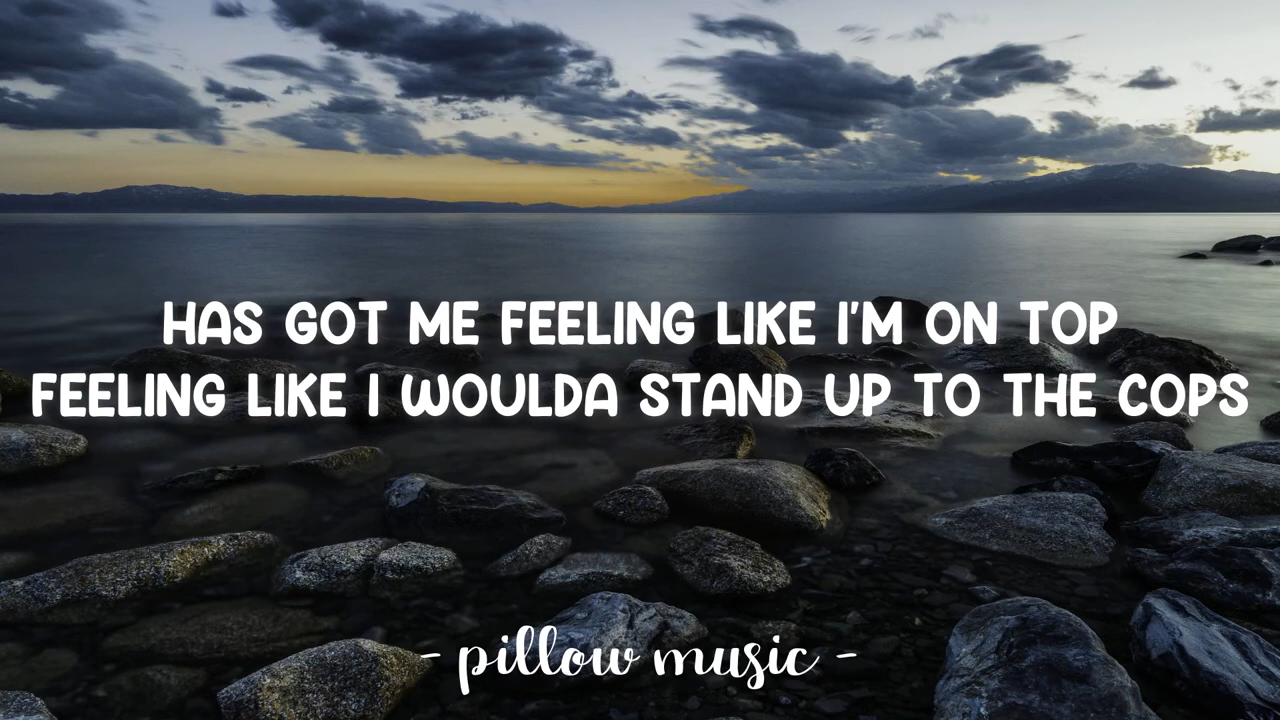 HAS GOT ME FEELING LIKE I'M ON TOP
FEELING LIKE I WOULDA STAND UP TO THE COPS
- pillow music -